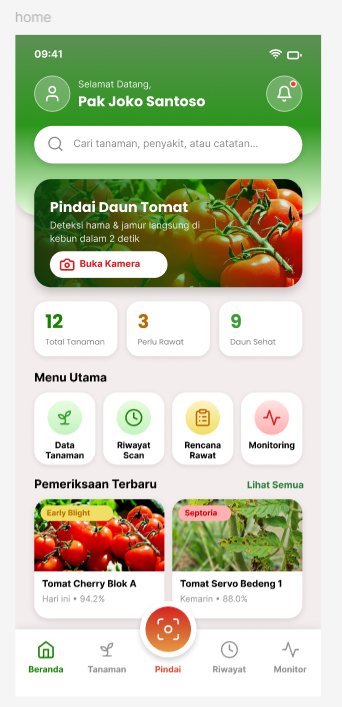 home
09:41
Selamat Datang,
Pak Joko Santoso
Cari tanaman, penyakit, atau catatan...
Pindai Daun Tomat
Deteksi hama & jamur langsung di
kebun dalam 2 detik
Buka Kamera
12
Total Tanaman
3
Perlu Rawat
9
Daun Sehat
Menu Utama
Data
Tanaman
Riwayat
Scan
Rencana
Rawat
Monitoring
Pemeriksaan Terbaru
Lihat Semua
Early Blight
Tomat Cherry Blok A
Hari ini • 94.2%
Septoria
Tomat Servo Bedeng 1
Kemarin • 88.0%
Beranda
Tanaman
Pindai
Riwayat
Monitor